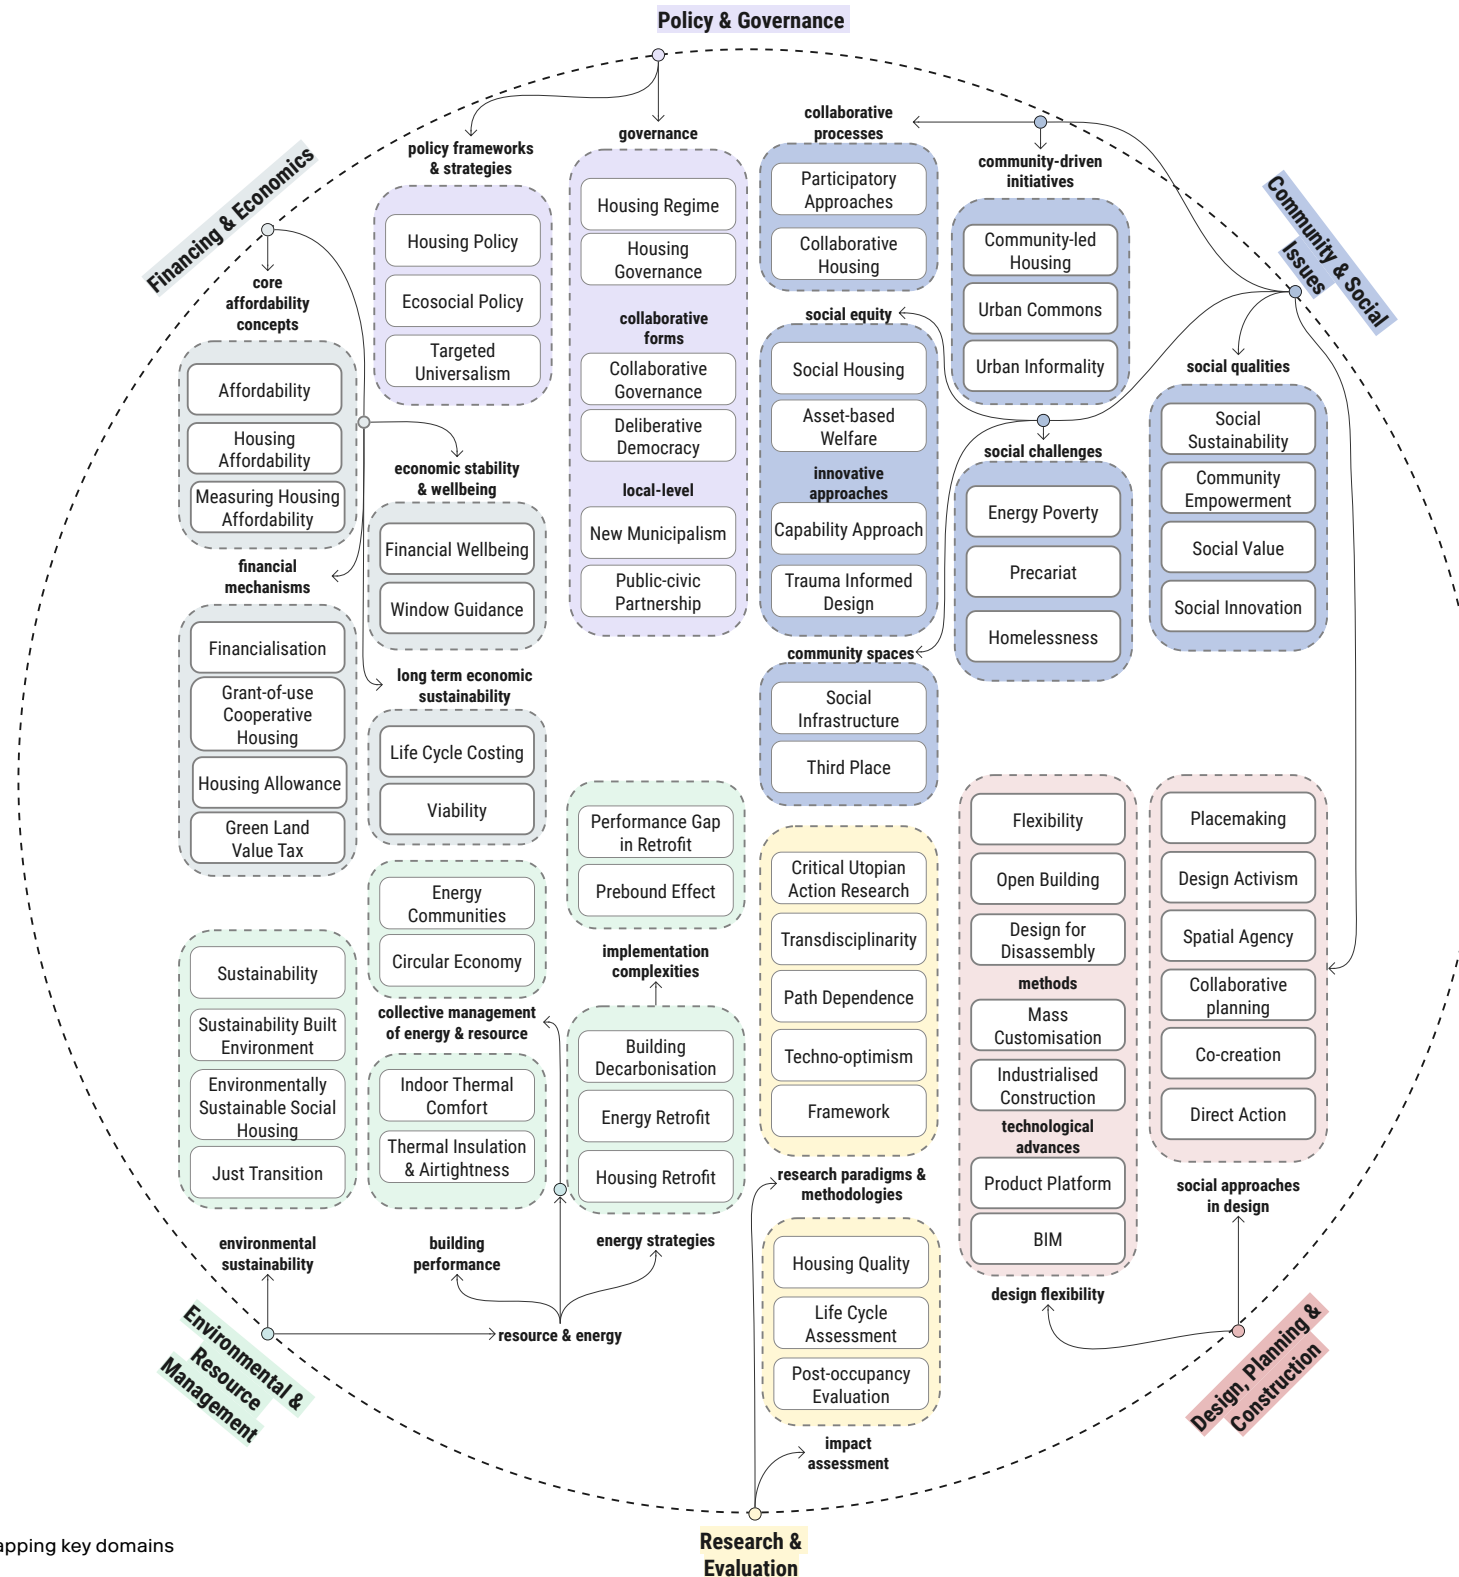 Policy & Governance
policy frameworks
& strategies
Housing Policy
Ecosocial Policy
Targeted
Universalism
governance
Housing Regime
Housing
Governance
collaborative
forms
Collaborative
Governance
Deliberative
Democracy
local-level
New Municipalism
Public-civic
Partnership
Community & Social
Issues
collaborative
processes
Participatory
Approaches
Collaborative
Housing
community-driven
initiatives
Community-led
Housing
Urban Commons
Urban Informality
social equity
Social Housing
Asset-based
Welfare
innovative
approaches
Capability Approach
Trauma Informed
Design
social challenges
Energy Poverty
Precariat
Homelessness
social qualities
Social
Sustainability
Community
Empowerment
Social Value
Social Innovation
community spaces
Social
Infrastructure
Third Place
Financing & Economics
core
affordability
concepts
Affordability
Housing
Affordability
Measuring Housing
Affordability
economic stability
& wellbeing
Financial Wellbeing
Window Guidance
financial
mechanisms
Financialisation
Grant-of-use
Cooperative
Housing
Housing Allowance
Green Land
Value Tax
long term economic
sustainability
Life Cycle Costing
Viability
Performance Gap
in Retrofit
Prebound Effect
implementation
complexities
Energy
Communities
Circular Economy
collective management
of energy & resource
Sustainability
Sustainability Built
Environment
Environmentally
Sustainable Social
Housing
Just Transition
environmental
sustainability
Indoor Thermal
Comfort
Thermal Insulation
& Airtightness
building
performance
Building
Decarbonisation
Energy Retrofit
Housing Retrofit
energy strategies
resource & energy
Environmental &
Resource
Management
Critical Utopian
Action Research
Transdisciplinarity
Path Dependence
Techno-optimism
Framework
research paradigms &
methodologies
Housing Quality
Life Cycle
Assessment
Post-occupancy
Evaluation
impact
assessment
Research &
Evaluation
Flexibility
Open Building
Design for
Disassembly
methods
Mass
Customisation
Industrialised
Construction
technological
advances
Product Platform
BIM
design flexibility
Placemaking
Design Activism
Spatial Agency
Collaborative
planning
Co-creation
Direct Action
social approaches
in design
Design, Planning &
Construction
apping key domains